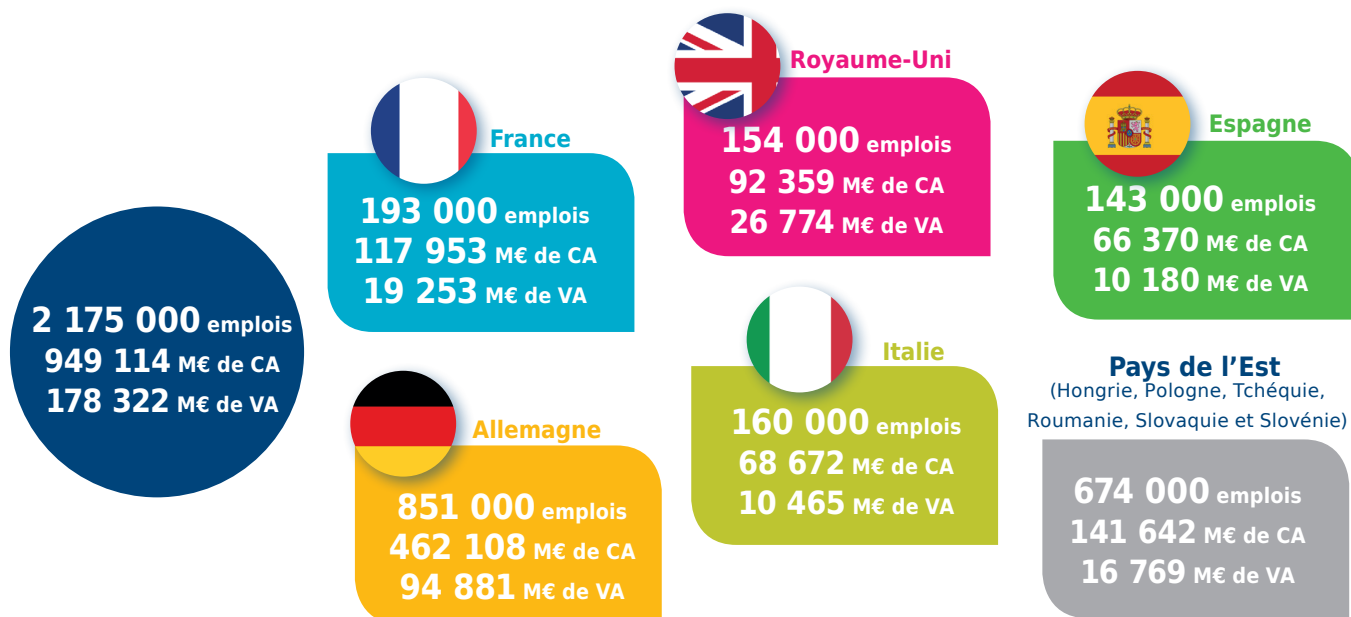 2 175 000 emplois
949 114 M€ de CA
178 322 M€ de VA
France
193 000 emplois
117 953 M€ de CA
19 253 M€ de VA
Royaume-Uni
154 000 emplois
92 359 M€ de CA
26 774 M€ de VA
Espagne
143 000 emplois
66 370 M€ de CA
10 180 M€ de VA
Allemagne
851 000 emplois
462 108 M€ de CA
94 881 M€ de VA
Italie
160 000 emplois
68 672 M€ de CA
10 465 M€ de VA
Pays de l’Est
(Hongrie, Pologne, Tchéquie,
Roumanie, Slovaquie et Slovénie)
674 000 emplois
141 642 M€ de CA
16 769 M€ de VA